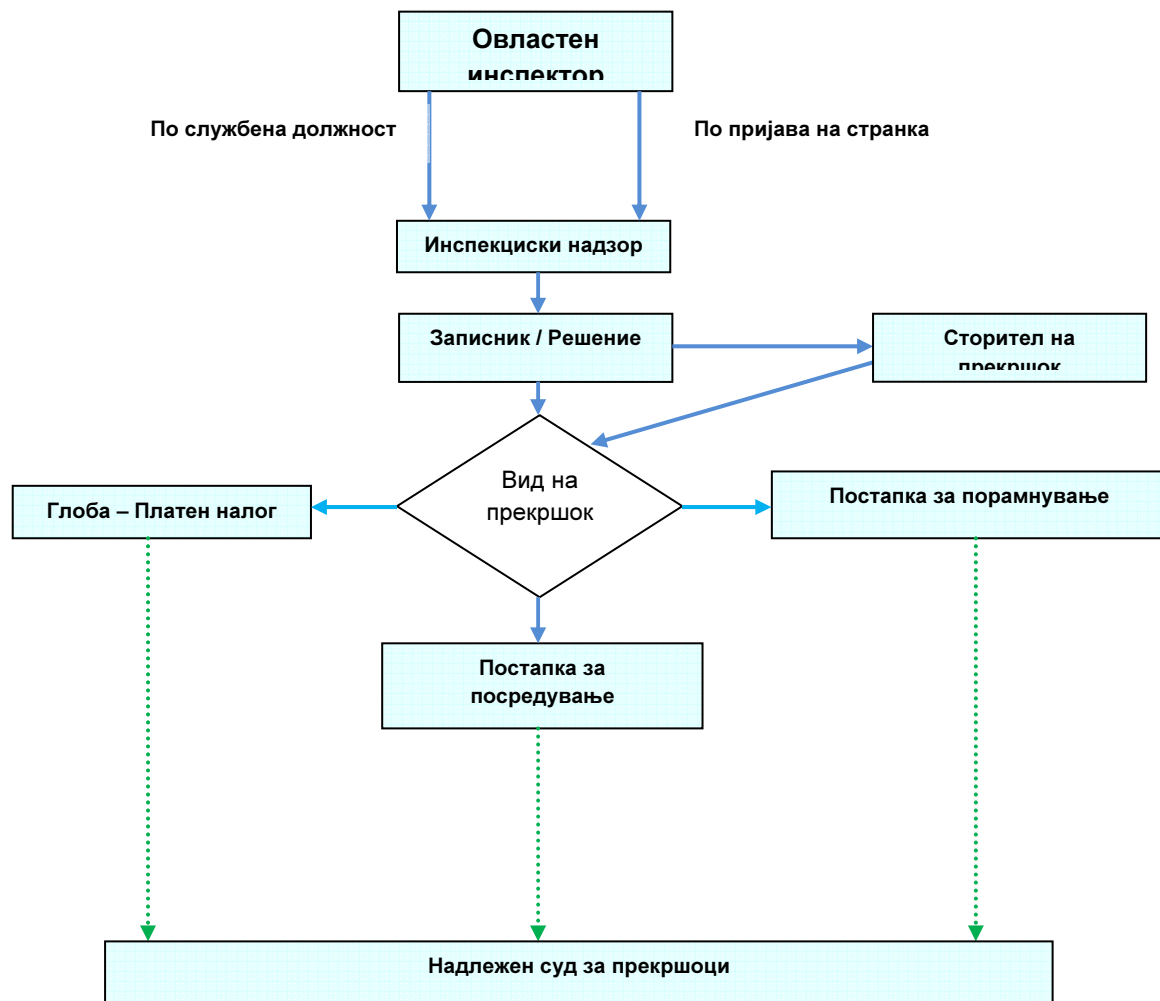 Овластен
инспектор
По службена должност
По пријава на странка
Инспекциски надзор
Записник / Решение
Сторител на
прекршок
Вид на
прекршок
Глоба – Платен налог
Постапка за порамнување
Постапка за
посредување
Надлежен суд за прекршоци